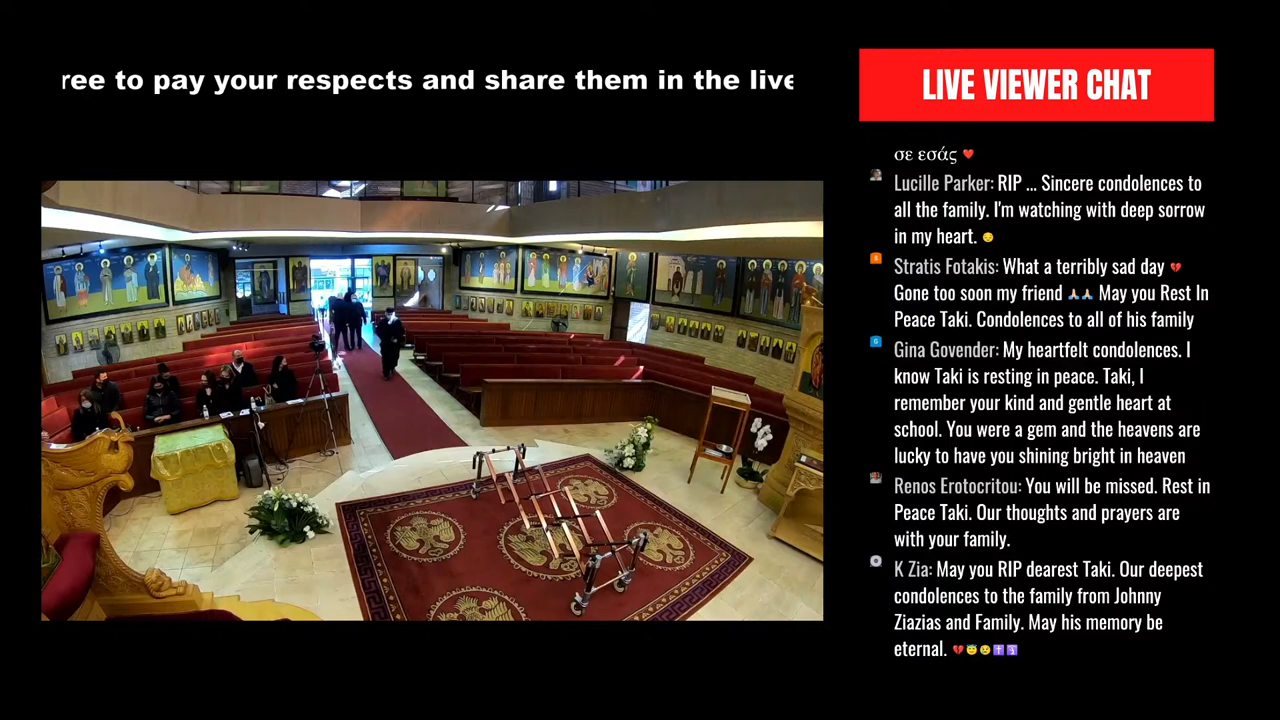 ree to pay your respects and share them in the live
LIVE VIEWER CHAT
σε εσάς ❤️
Lucille Parker: RIP ... Sincere condolences to
all the family. I'm watching with deep sorrow
in my heart. 😔
Stratis Fotakis: What a terribly sad day 💔
Gone too soon my friend 🙏🙏 May you Rest In
Peace Taki. Condolences to all of his family
Gina Govender: My heartfelt condolences. I
know Taki is resting in peace. Taki, I
remember your kind and gentle heart at
school. You were a gem and the heavens are
lucky to have you shining bright in heaven
Renos Erotocritou: You will be missed. Rest in
Peace Taki. Our thoughts and prayers are
with your family.
K Zia: May you RIP dearest Taki. Our deepest
condolences to the family from Johnny
Ziazias and Family. May his memory be
eternal. 💔😇😢✝️🛐